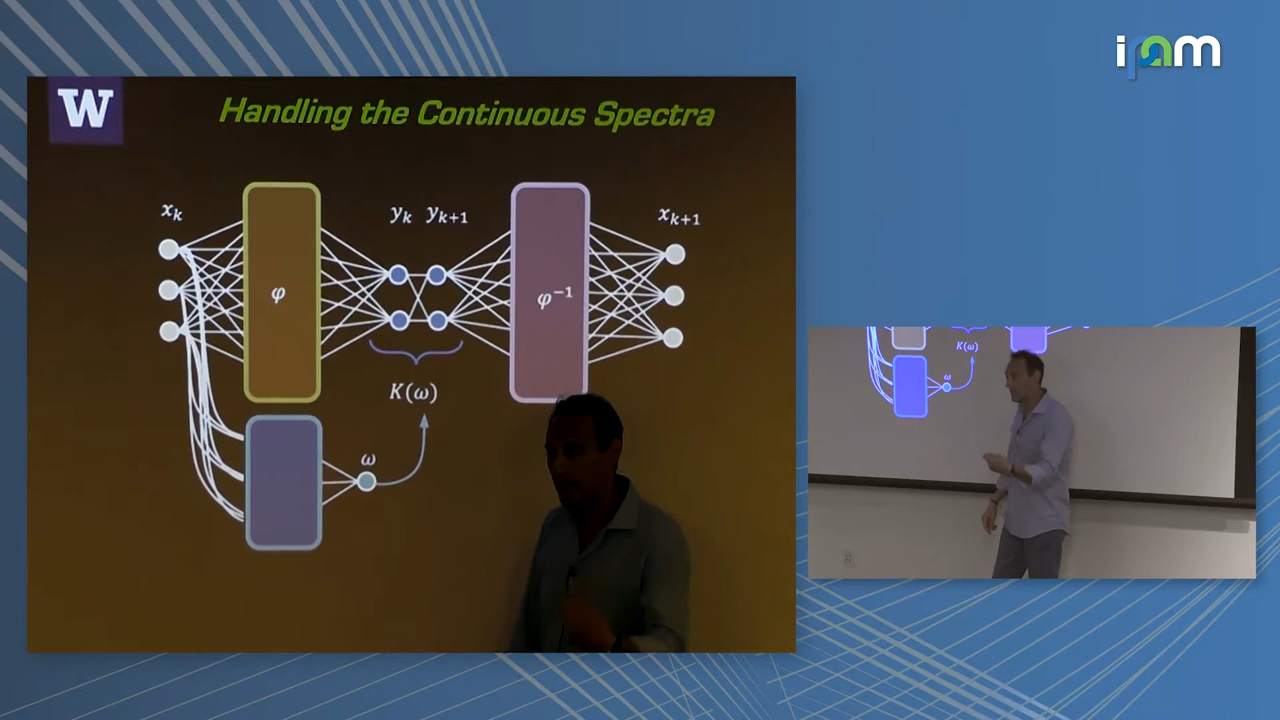 ipam
W
Handling the Continuous Spectra
x_k
y_k y_{k+1}
x_{k+1}
φ
φ^{-1}
K(ω)
ω
K(ω)
ω